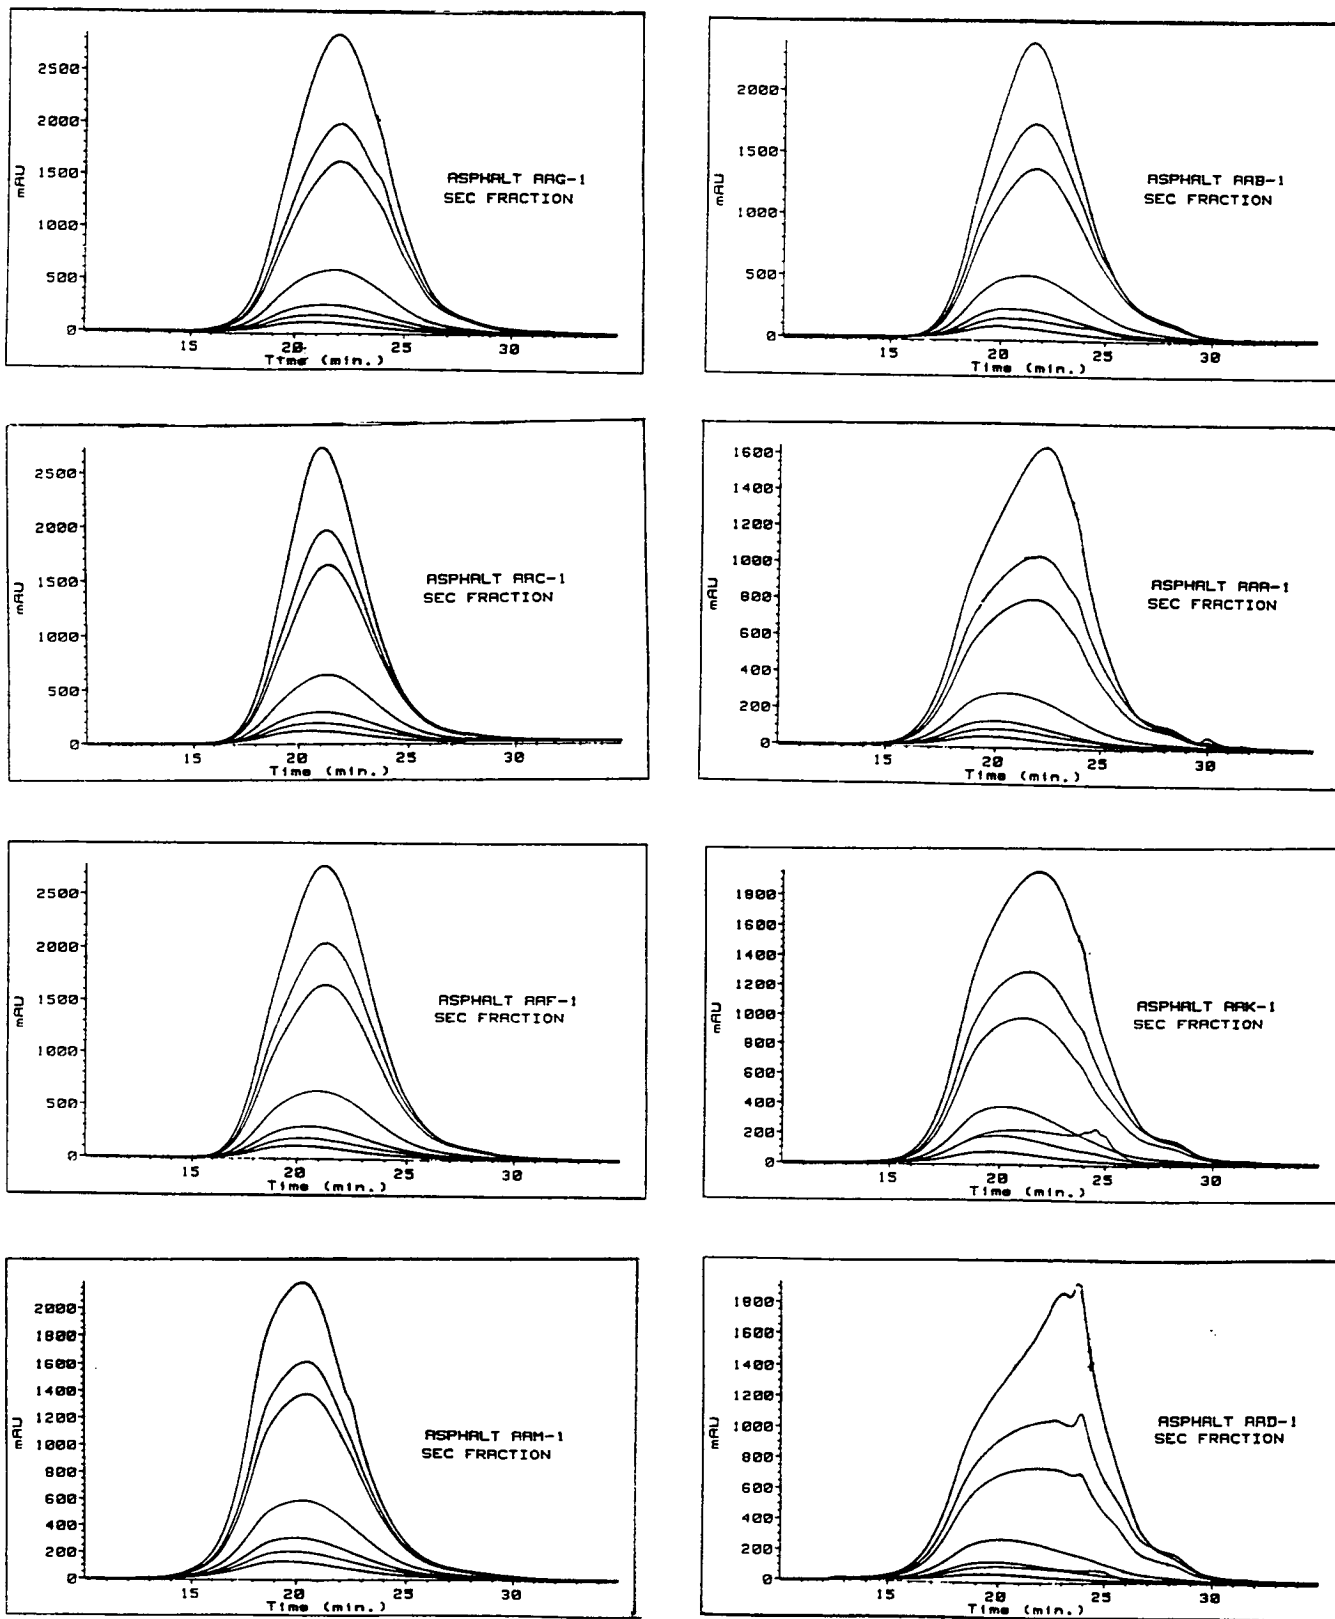 2500
2000
1500
1000
500
0
mAU
15
20
25
30
Time (min.)
ASPHALT AAG-1
SEC FRACTION
2000
1500
1000
500
0
mAU
15
20
25
30
Time (min.)
ASPHALT AAB-1
SEC FRACTION
2500
2000
1500
1000
500
0
mAU
15
20
25
30
Time (min.)
ASPHALT AAC-1
SEC FRACTION
1600
1400
1200
1000
800
600
400
200
0
mAU
15
20
25
30
Time (min.)
ASPHALT AAA-1
SEC FRACTION
2500
2000
1500
1000
500
0
mAU
15
20
25
30
Time (min.)
ASPHALT AAF-1
SEC FRACTION
1800
1600
1400
1200
1000
800
600
400
200
0
mAU
15
20
25
30
Time (min.)
ASPHALT AAK-1
SEC FRACTION
2000
1800
1600
1400
1200
1000
800
600
400
200
0
mAU
15
20
25
30
Time (min.)
ASPHALT AAM-1
SEC FRACTION
1800
1600
1400
1200
1000
800
600
400
200
0
mAU
15
20
25
30
Time (min.)
ASPHALT AAD-1
SEC FRACTION